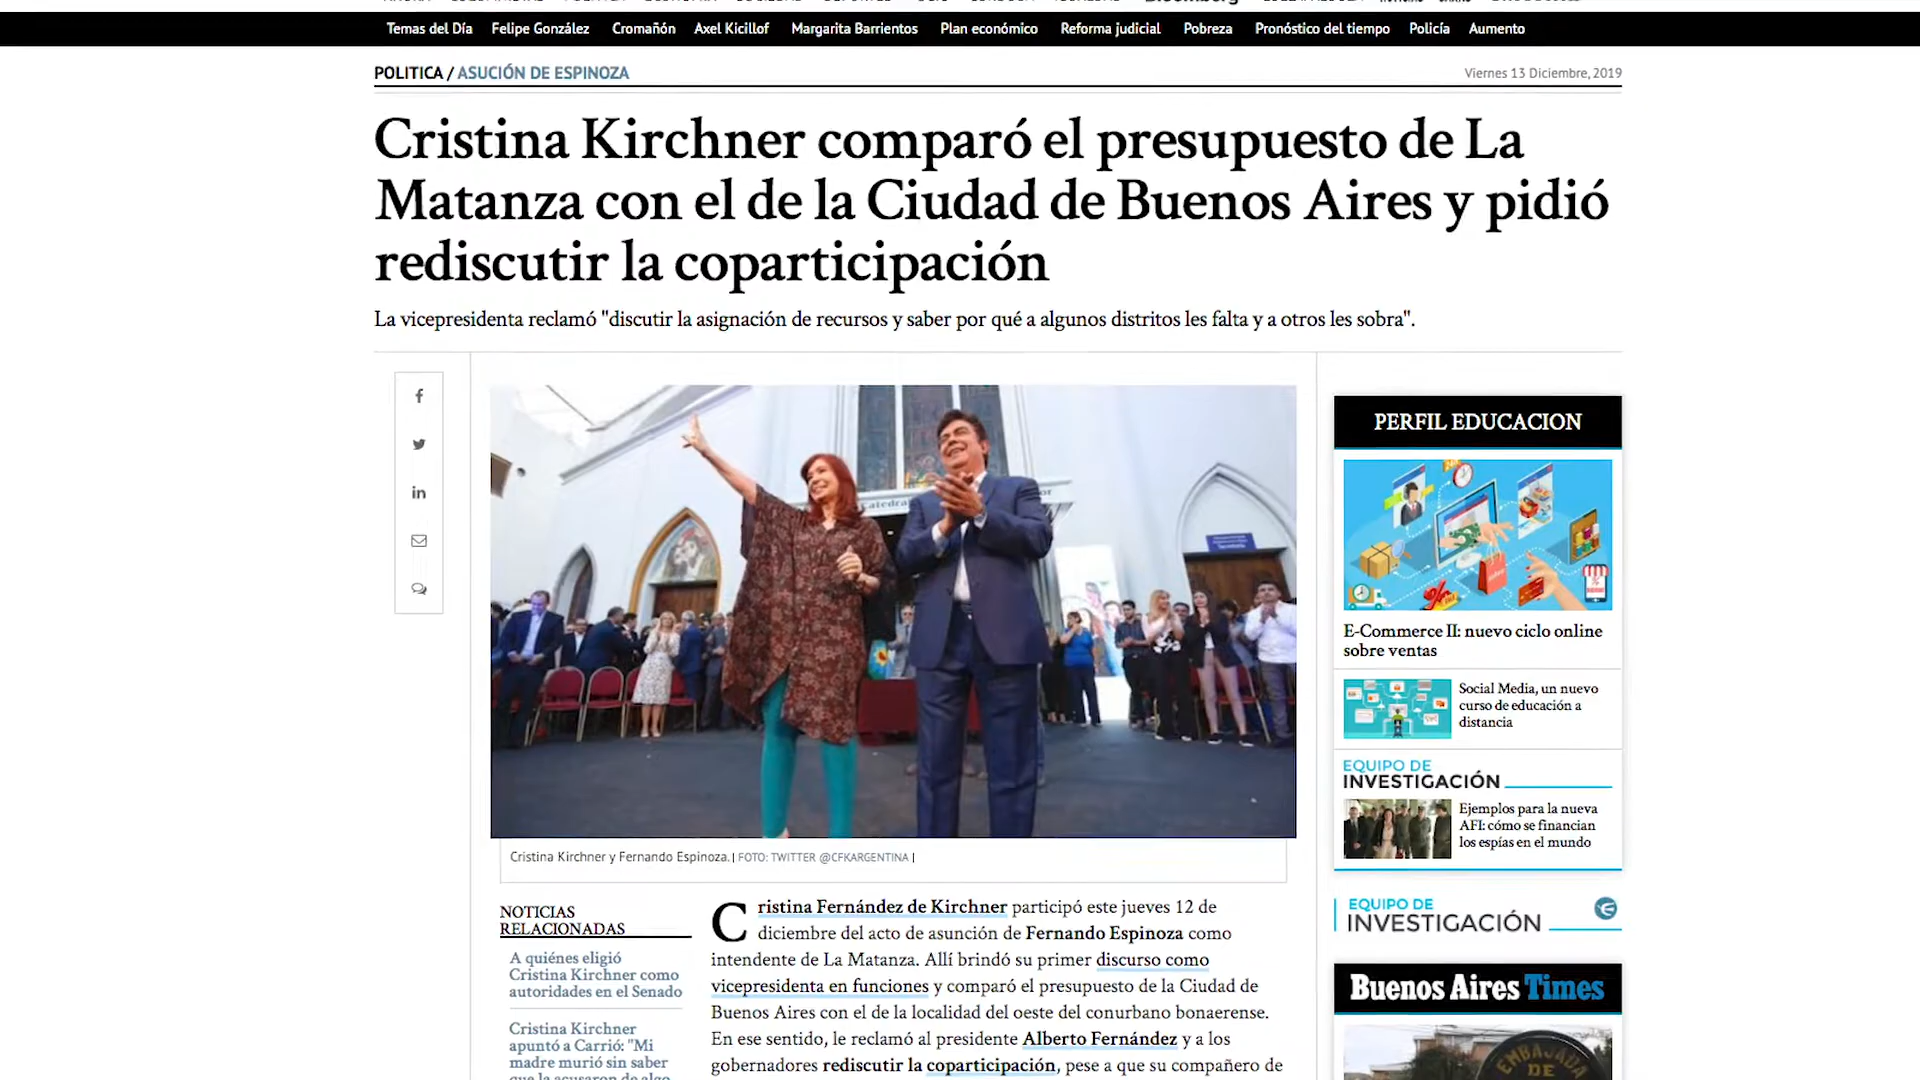 Temas del Día Felipe González Cromañón Axel Kicillof Margarita Barrientos Plan económico Reforma judicial Pobreza Pronóstico del tiempo Policía Aumento
POLITICA / ASUCIÓN DE ESPINOZA
Viernes 13 Diciembre, 2019
Cristina Kirchner comparó el presupuesto de La
Matanza con el de la Ciudad de Buenos Aires y pidió
rediscutir la coparticipación
La vicepresidenta reclamó "discutir la asignación de recursos y saber por qué a algunos distritos les falta y a otros les sobra".
Cristina Kirchner y Fernando Espinoza. | FOTO: TWITTER @CFKARGENTINA |
NOTICIAS
RELACIONADAS
A quiénes eligió
Cristina Kirchner como
autoridades en el Senado
Cristina Kirchner
apuntó a Carrió: "Mi
madre murió sin saber
que la acusaron de algo
Cristina Fernández de Kirchner participó este jueves 12 de
diciembre del acto de asunción de Fernando Espinoza como
intendente de La Matanza. Allí brindó su primer discurso como
vicepresidenta en funciones y comparó el presupuesto de la Ciudad de
Buenos Aires con el de la localidad del oeste del conurbano bonaerense.
En ese sentido, le reclamó al presidente Alberto Fernández y a los
gobernadores rediscutir la coparticipación, pese a que su compañero de
PERFIL EDUCACION
E-Commerce II: nuevo ciclo online
sobre ventas
Social Media, un nuevo
curso de educación a
distancia
EQUIPO DE
INVESTIGACIÓN
Ejemplos para la nueva
AFI: cómo se financian
los espías en el mundo
EQUIPO DE
INVESTIGACIÓN
Buenos Aires Times
EMBAJADA
DE